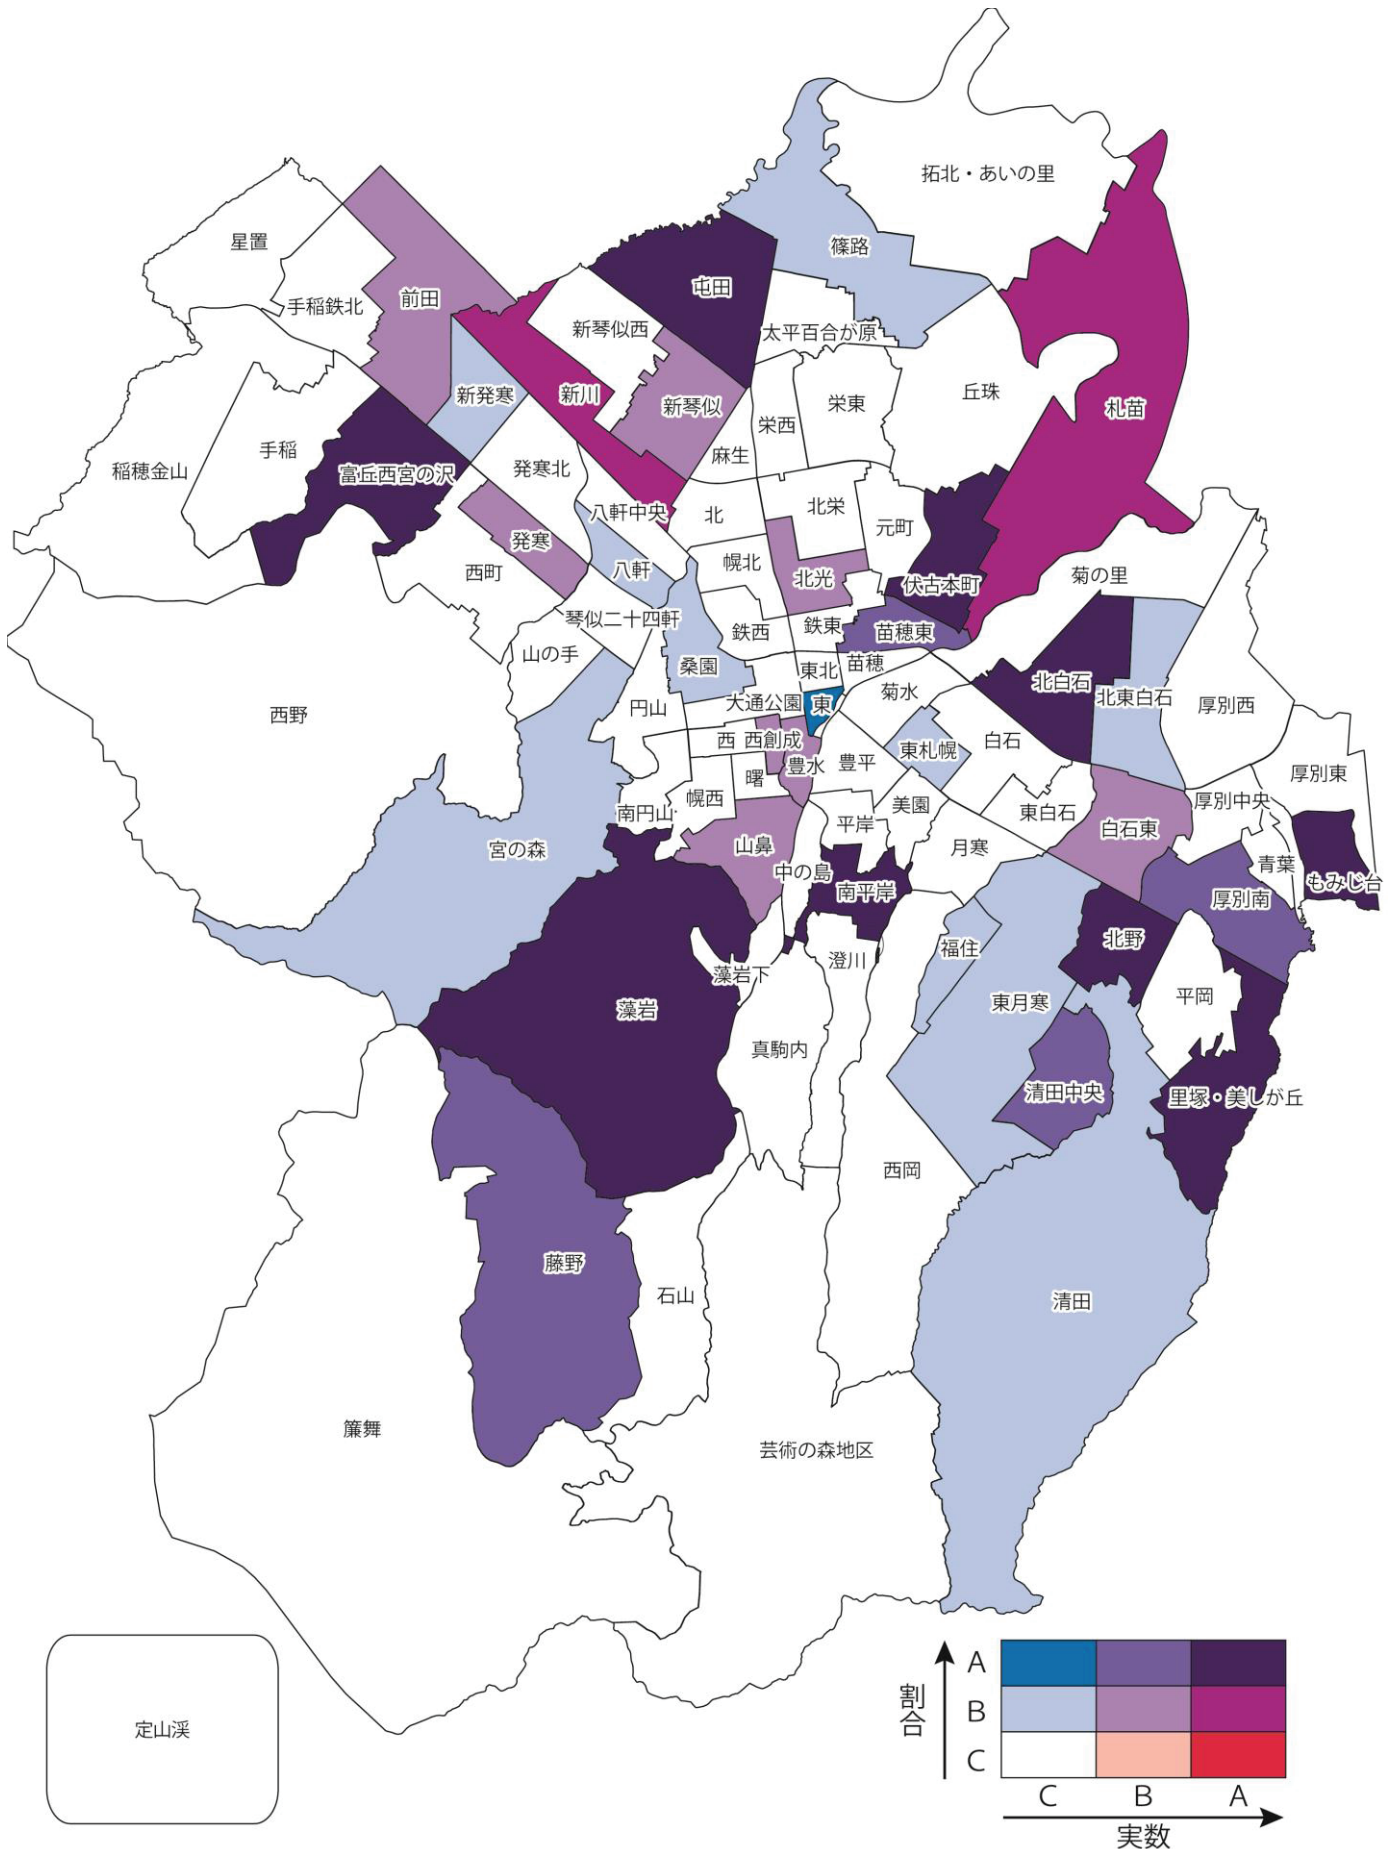 拓北・あいの里
星置
篠路
手稲鉄北
前田
屯田
新琴似西
太平百合が原
新発寒
新川
新琴似
丘珠
栄東
札苗
栄西
手稲
麻生
稲穂金山
富丘西宮の沢
発寒北
八軒中央
北
北栄
元町
発寒
西町
八軒
幌北
北光
伏古本町
菊の里
琴似二十四軒
鉄西
鉄東
苗穂東
山の手
桑園
東北
苗穂
北白石
北東白石
西野
円山
大通公園
東
菊水
厚別西
西
西創成
豊水
豊平
東札幌
白石
厚別東
曙
幌西
南円山
平岸
美園
東白石
厚別中央
白石東
宮の森
山鼻
中の島
月寒
青葉
もみじ台
南平岸
厚別南
北野
福住
澄川
藻岩下
平岡
東月寒
藻岩
真駒内
清田中央
里塚・美しが丘
西岡
藤野
石山
清田
簾舞
芸術の森地区
定山渓
割合
A
B
C
C B A
実数